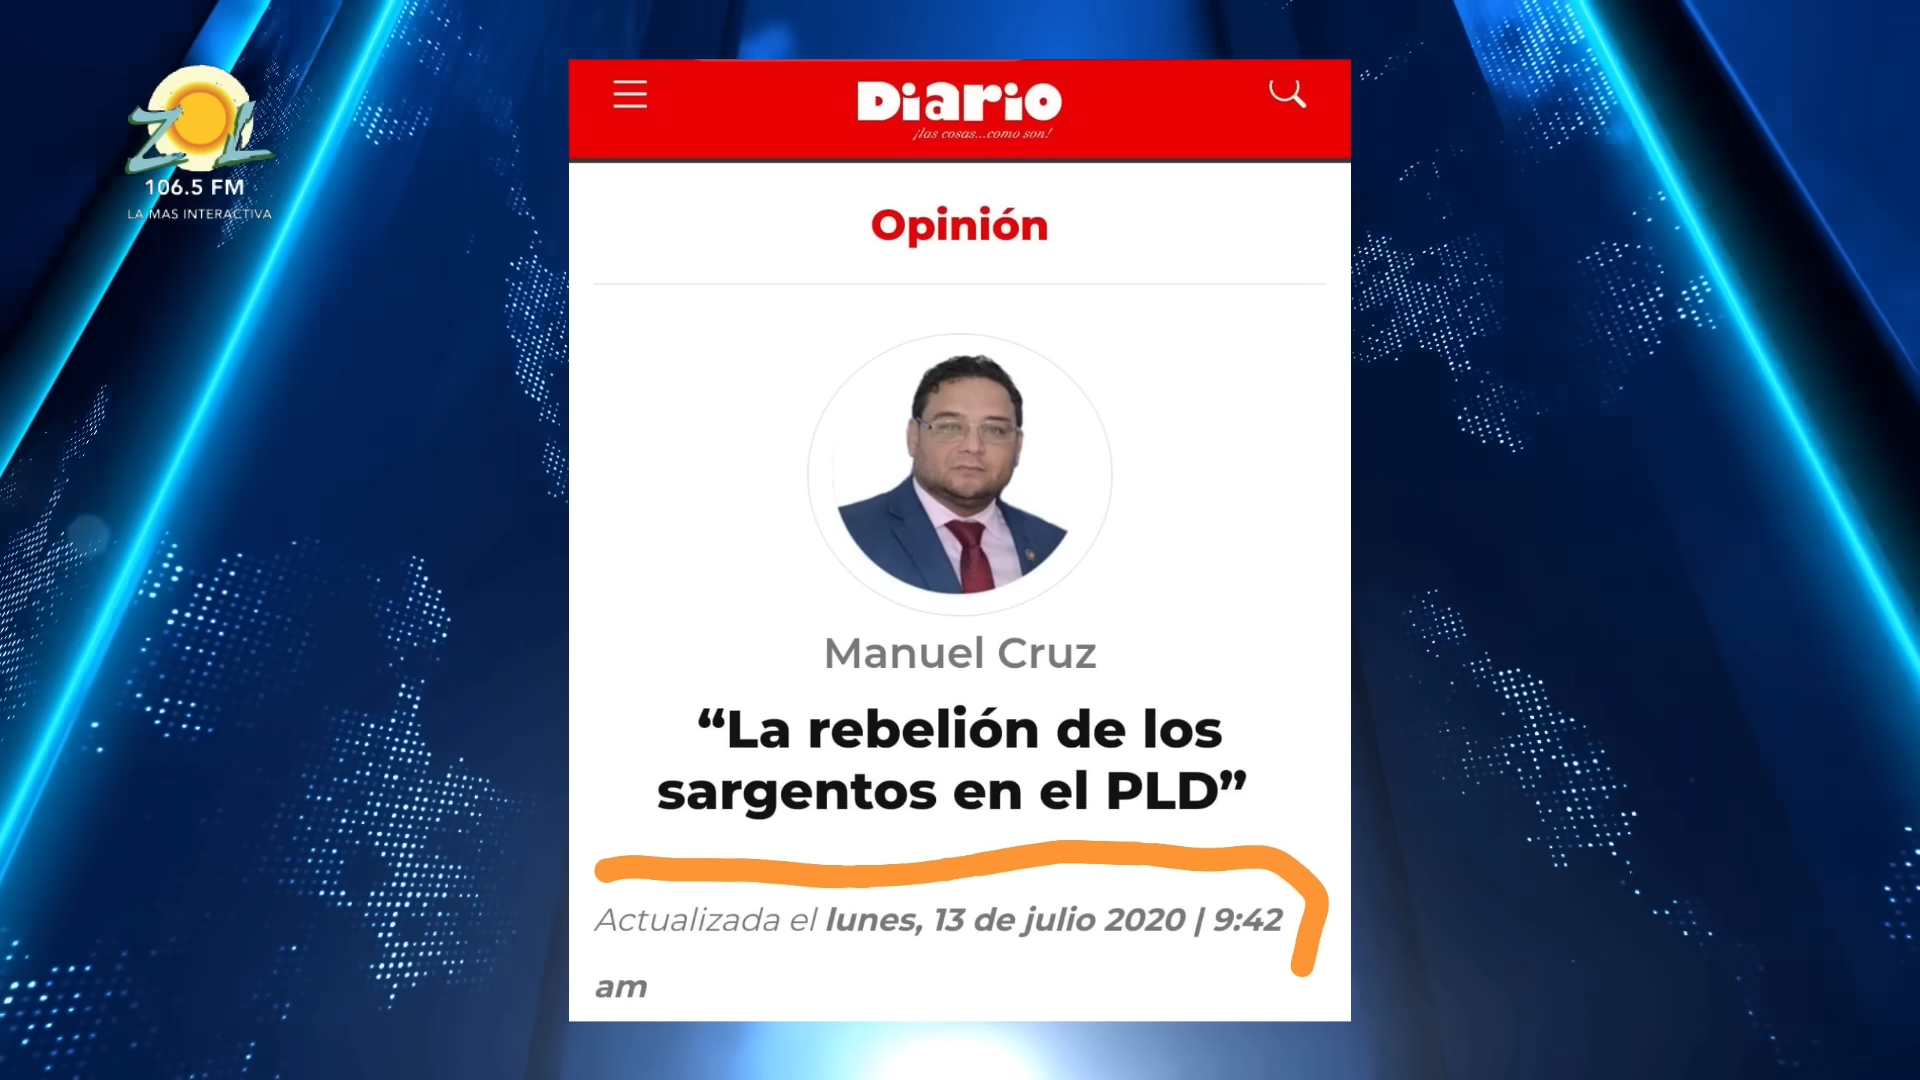 ZOL
106.5 FM
LA MAS INTERACTIVA
Diario
¡las cosas...como son!
Opinión
Manuel Cruz
“La rebelión de los
sargentos en el PLD”
Actualizada el lunes, 13 de julio 2020 | 9:42
am